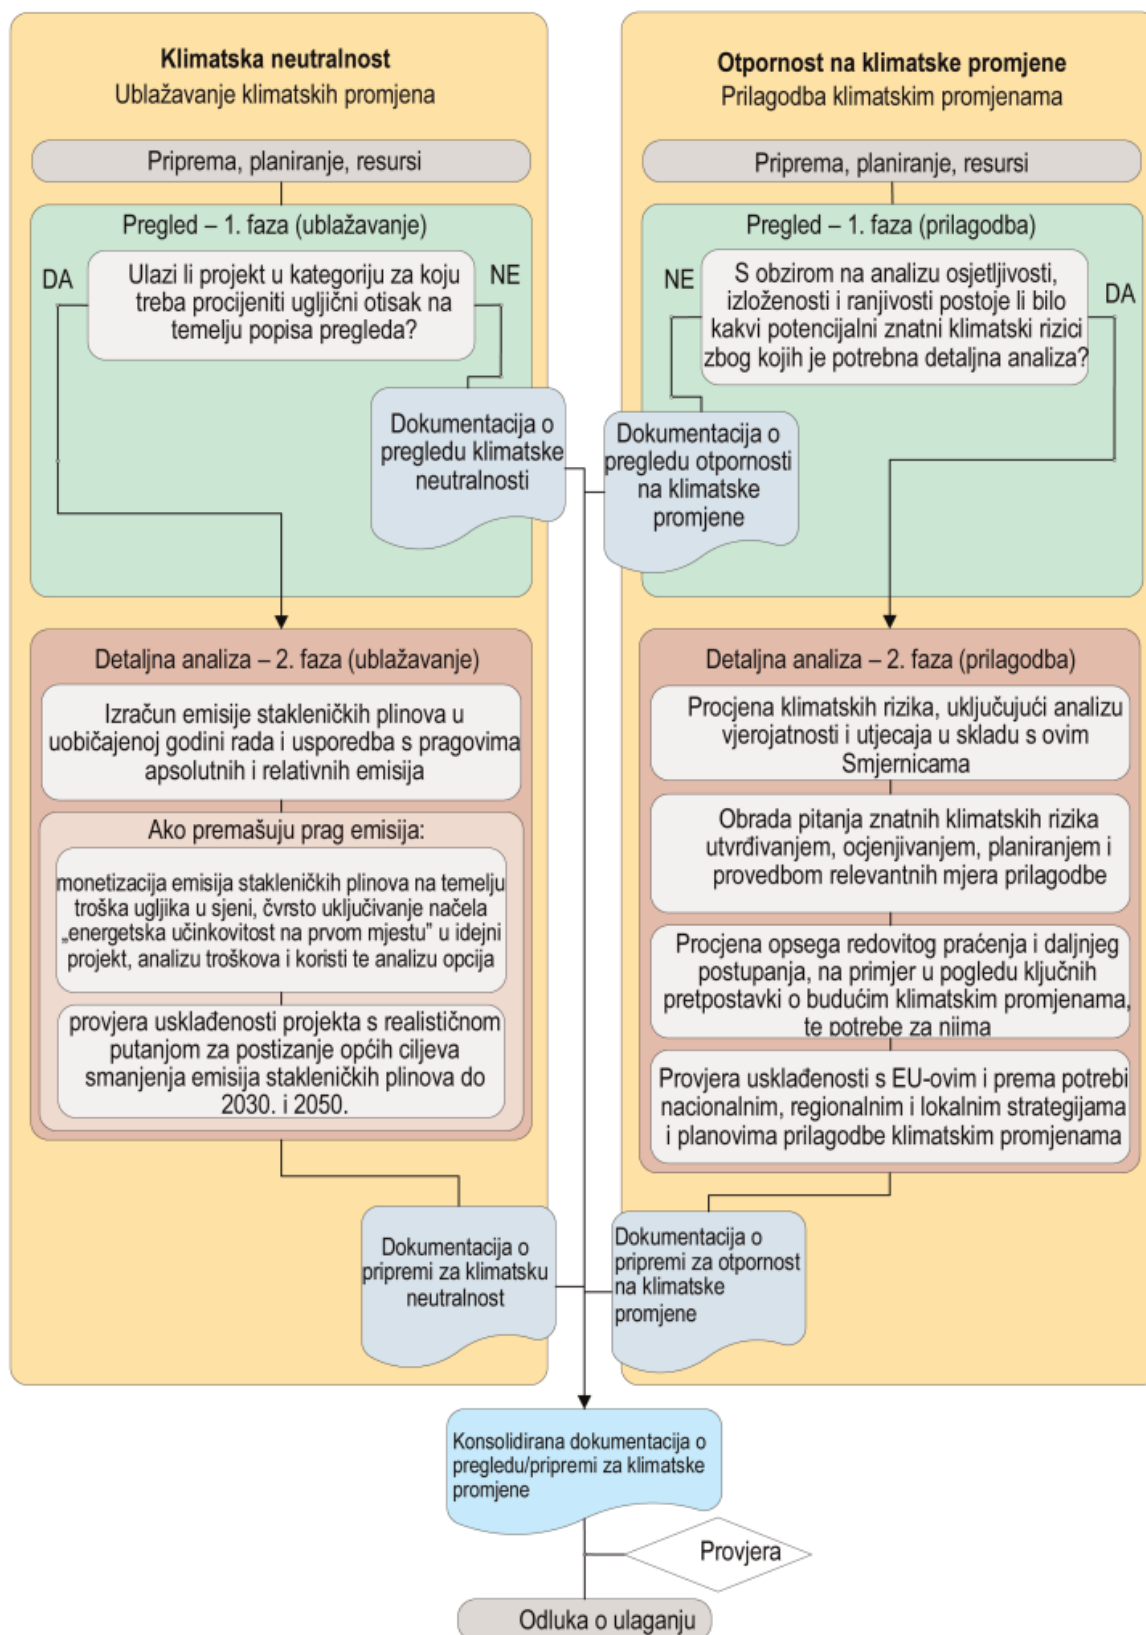 Klimatska neutralnost
Ublažavanje klimatskih promjena
Priprema, planiranje, resursi
Pregled – 1. faza (ublažavanje)
DA
NE
Ulazi li projekt u kategoriju za koju
treba procijeniti ugljični otisak na
temelju popisa pregleda?
Dokumentacija o
pregledu klimatske
neutralnosti
Detaljna analiza – 2. faza (ublažavanje)
Izračun emisije stakleničkih plinova u
uobičajenoj godini rada i usporedba s pragovima
apsolutnih i relativnih emisija
Ako premašuju prag emisija:
monetizacija emisija stakleničkih plinova na temelju
troška ugljika u sjeni, čvrsto uključivanje načela
„energetska učinkovitost na prvom mjestu” u idejni
projekt, analizu troškova i koristi te analizu opcija
provjera usklađenosti projekta s realističnom
putanjom za postizanje općih ciljeva
smanjenja emisija stakleničkih plinova do
2030. i 2050.
Dokumentacija o
pripremi za klimatsku
neutralnost
Otpornost na klimatske promjene
Prilagodba klimatskim promjenama
Priprema, planiranje, resursi
Pregled – 1. faza (prilagodba)
NE
DA
S obzirom na analizu osjetljivosti,
izloženosti i ranjivosti postoje li bilo
kakvi potencijalni znatni klimatski rizici
zbog kojih je potrebna detaljna analiza?
Dokumentacija o
pregledu otpornosti
na klimatske
promjene
Detaljna analiza – 2. faza (prilagodba)
Procjena klimatskih rizika, uključujući analizu
vjerojatnosti i utjecaja u skladu s ovim
Smjernicama
Obrada pitanja znatnih klimatskih rizika
utvrđivanjem, ocjenjivanjem, planiranjem i
provedbom relevantnih mjera prilagodbe
Procjena opsega redovitog praćenja i daljnjeg
postupanja, na primjer u pogledu ključnih
pretpostavki o budućim klimatskim promjenama,
te potrebe za njima
Provjera usklađenosti s EU-ovim i prema potrebi
nacionalnim, regionalnim i lokalnim strategijama
i planovima prilagodbe klimatskim promjenama
Dokumentacija o
pripremi za otpornost
na klimatske
promjene
Konsolidirana dokumentacija o
pregledu/pripremi za klimatske
promjene
Provjera
Odluka o ulaganju